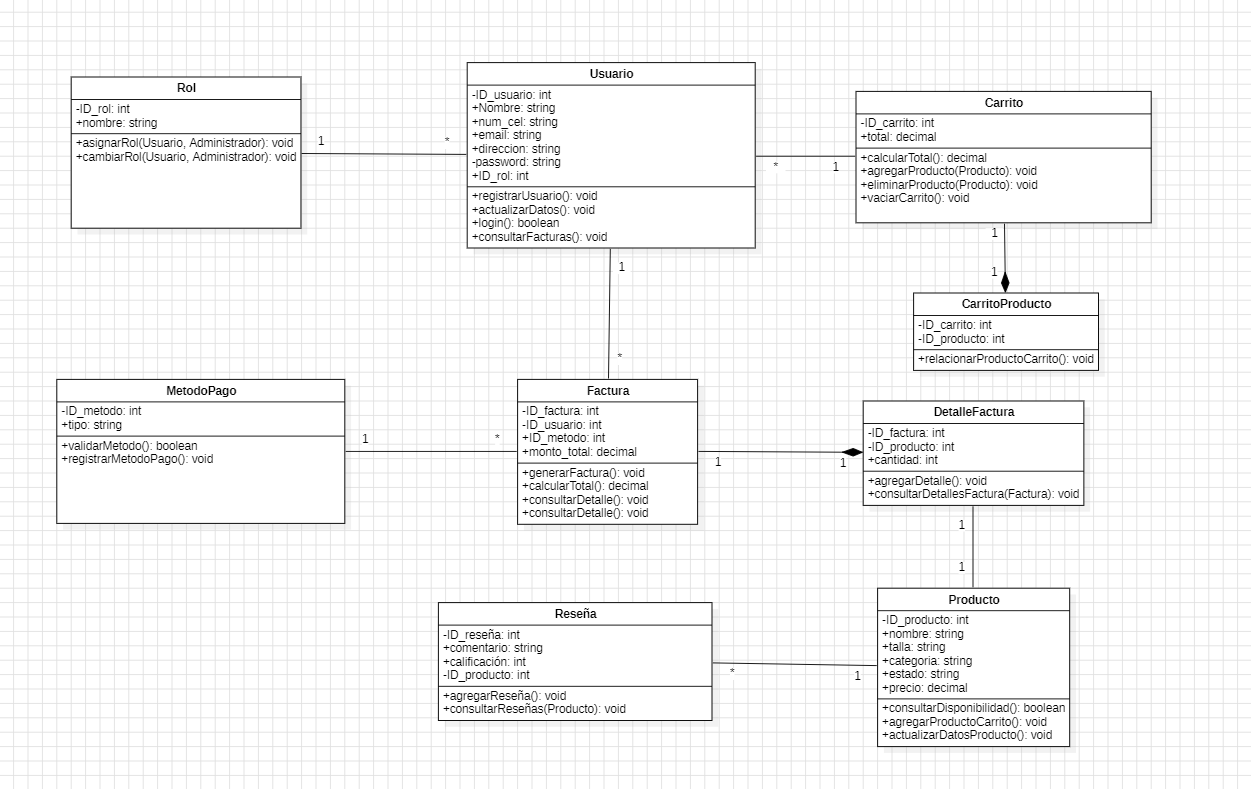 Rol
-ID_rol: int
+nombre: string
+asignarRol(Usuario, Administrador): void
+cambiarRol(Usuario, Administrador): void
1
*
Usuario
-ID_usuario: int
+Nombre: string
+num_cel: string
+email: string
+direccion: string
-password: string
+ID_rol: int
+registrarUsuario(): void
+actualizarDatos(): void
+login(): boolean
+consultarFacturas(): void
*
1
Carrito
-ID_carrito: int
+total: decimal
+calcularTotal(): decimal
+agregarProducto(Producto): void
+eliminarProducto(Producto): void
+vaciarCarrito(): void
1
1
CarritoProducto
-ID_carrito: int
-ID_producto: int
+relacionarProductoCarrito(): void
1
*
MetodoPago
-ID_metodo: int
+tipo: string
+validarMetodo(): boolean
+registrarMetodoPago(): void
1
*
Factura
-ID_factura: int
-ID_usuario: int
+ID_metodo: int
+monto_total: decimal
+generarFactura(): void
+calcularTotal(): decimal
+consultarDetalle(): void
+consultarDetalle(): void
1
1
DetalleFactura
-ID_factura: int
-ID_producto: int
+cantidad: int
+agregarDetalle(): void
+consultarDetallesFactura(Factura): void
1
1
Reseña
-ID_reseña: int
+comentario: string
+calificación: int
-ID_producto: int
+agregarReseña(): void
+consultarReseñas(Producto): void
*
1
Producto
-ID_producto: int
+nombre: string
+talla: string
+categoria: string
+estado: string
+precio: decimal
+consultarDisponibilidad(): boolean
+agregarProductoCarrito(): void
+actualizarDatosProducto(): void